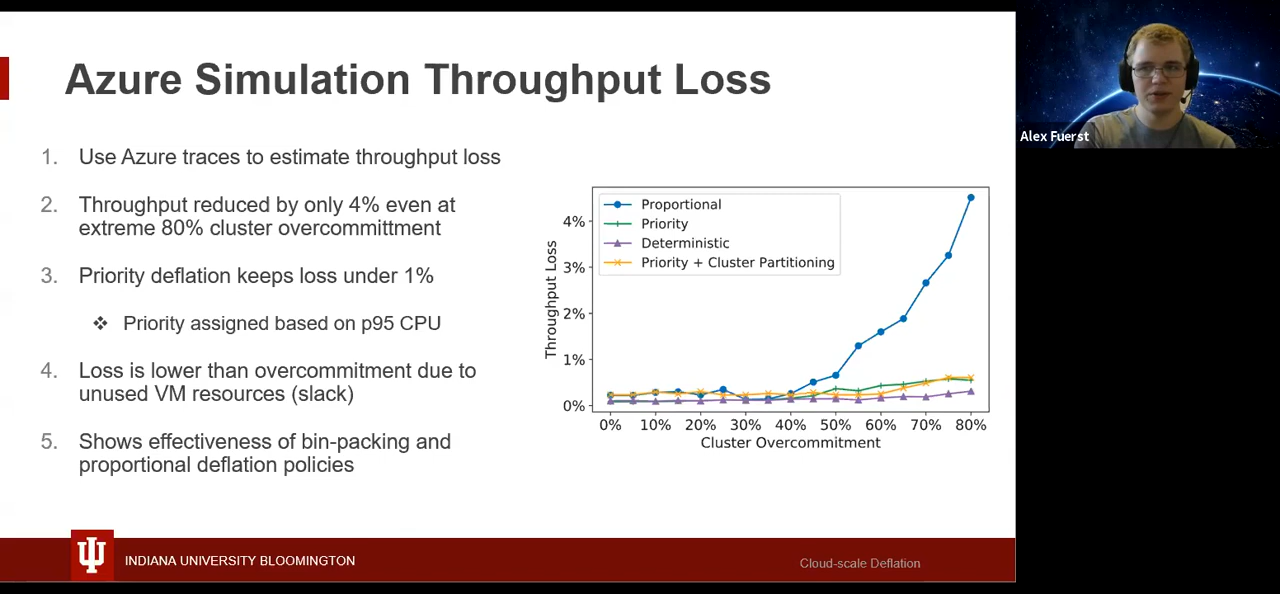 Azure Simulation Throughput Loss
Alex Fuerst
1. Use Azure traces to estimate throughput loss
2. Throughput reduced by only 4% even at
extreme 80% cluster overcommittment
3. Priority deflation keeps loss under 1%
❖ Priority assigned based on p95 CPU
4. Loss is lower than overcommitment due to
unused VM resources (slack)
5. Shows effectiveness of bin-packing and
proportional deflation policies
Proportional
Priority
Deterministic
Priority + Cluster Partitioning
Throughput Loss
4%
3%
2%
1%
0%
0% 10% 20% 30% 40% 50% 60% 70% 80%
Cluster Overcommitment
INDIANA UNIVERSITY BLOOMINGTON
Cloud-scale Deflation